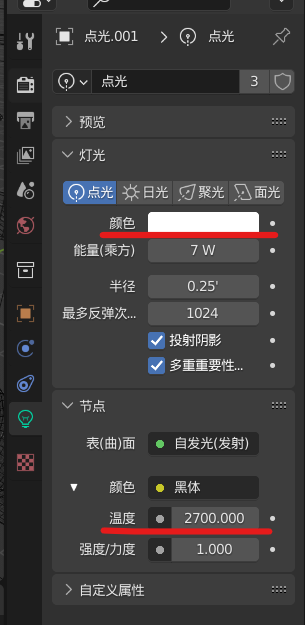 点光.001 > 点光
点光 3
预览
灯光
点光 日光 聚光 面光
颜色
能量(乘方) 7 W
半径 0.25'
最多反弹次... 1024
投射阴影
多重重要性...
节点
表(曲)面 自发光(发射)
颜色 黑体
温度 2700.000
强度/力度 1.000
自定义属性